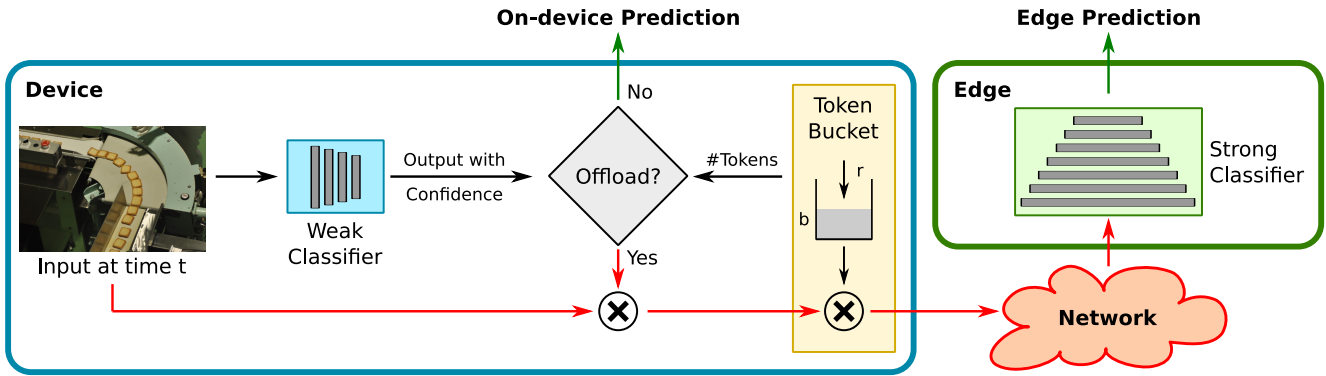 On-device Prediction
Edge Prediction
Device
Edge
No
Token
Bucket
Output with
Confidence
Offload?
#Tokens
r
b
Strong
Classifier
Weak
Classifier
Input at time t
Yes
Network